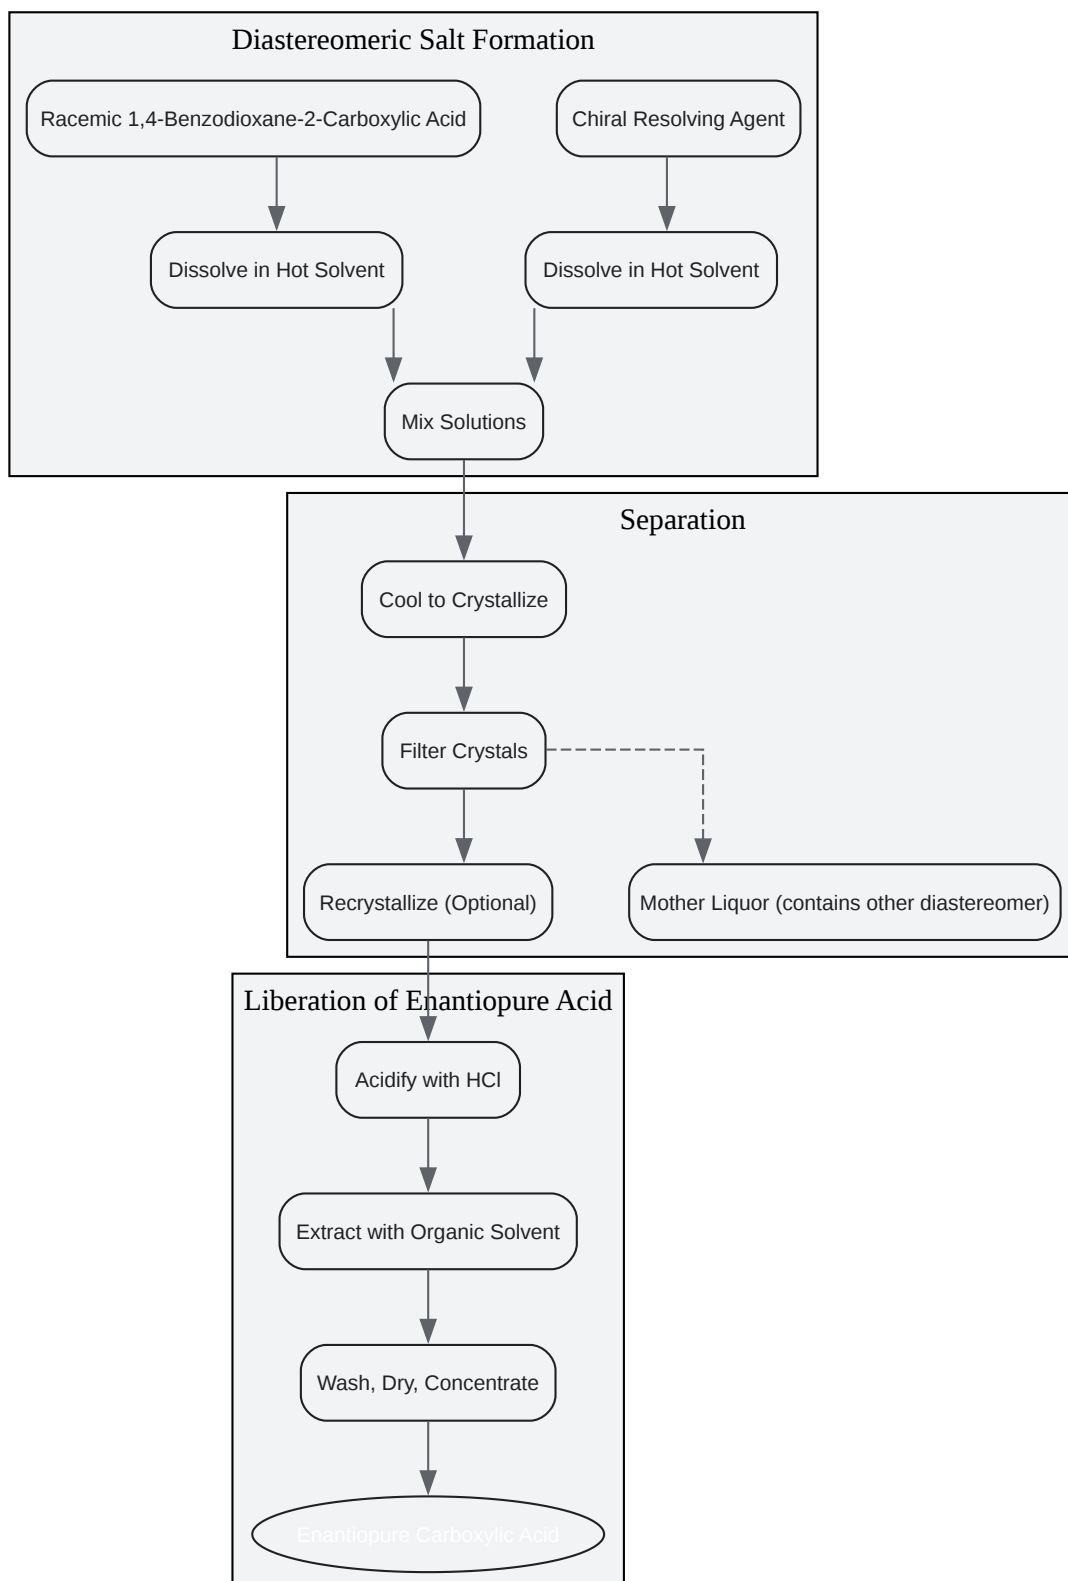 Diastereomeric Salt Formation
Racemic 1,4-Benzodioxane-2-Carboxylic Acid
Chiral Resolving Agent
Dissolve in Hot Solvent
Dissolve in Hot Solvent
Mix Solutions
Separation
Cool to Crystallize
Filter Crystals
Recrystallize (Optional)
Mother Liquor (contains other diastereomer)
Liberation of Enantiopure Acid
Acidify with HCl
Extract with Organic Solvent
Wash, Dry, Concentrate
Enantiopure Carboxylic Acid